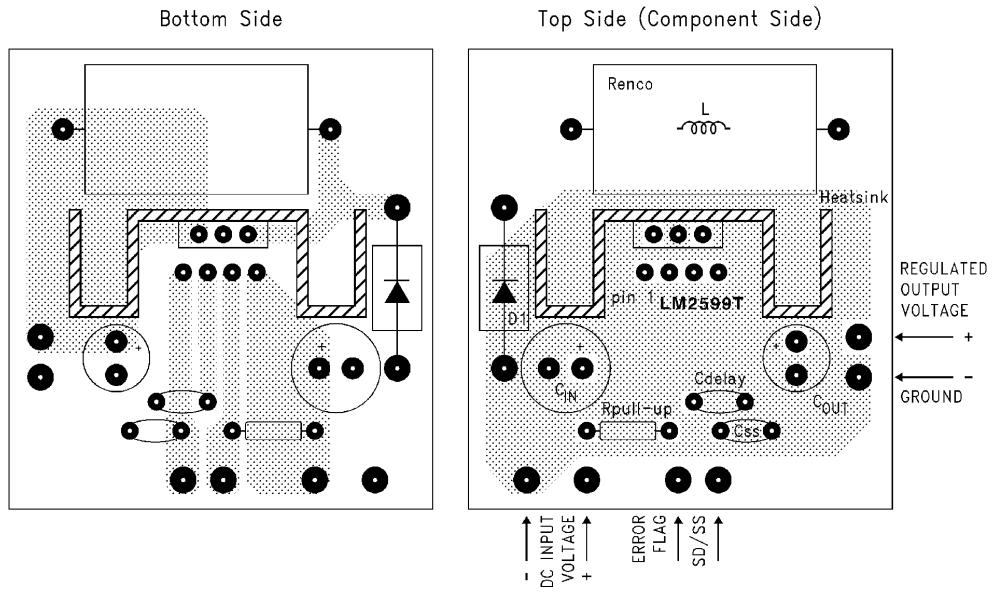 Bottom Side
Top Side (Component Side)
Renco
L
Heatsink
pin 1
LM2599T
D1
+
+
+
+
CIN
COUT
Cdelay
Rpull-up
Css
REGULATED
OUTPUT
VOLTAGE
+
-
GROUND
- DC INPUT
VOLTAGE +
ERROR
FLAG
SD/SS